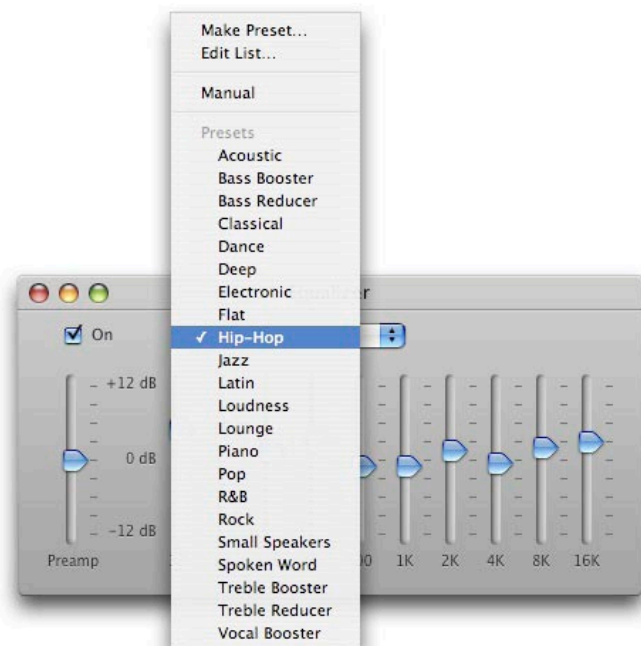 Make Preset...
Edit List...
Manual
Presets
Acoustic
Bass Booster
Bass Reducer
Classical
Dance
Deep
Electronic
Flat
On
✓ Hip-Hop
Jazz
Latin
Loudness
Lounge
Piano
Pop
R&B
Rock
Small Speakers
Spoken Word
Treble Booster
Treble Reducer
Vocal Booster
+12 dB
0 dB
-12 dB
Preamp 1K 2K 4K 8K 16K